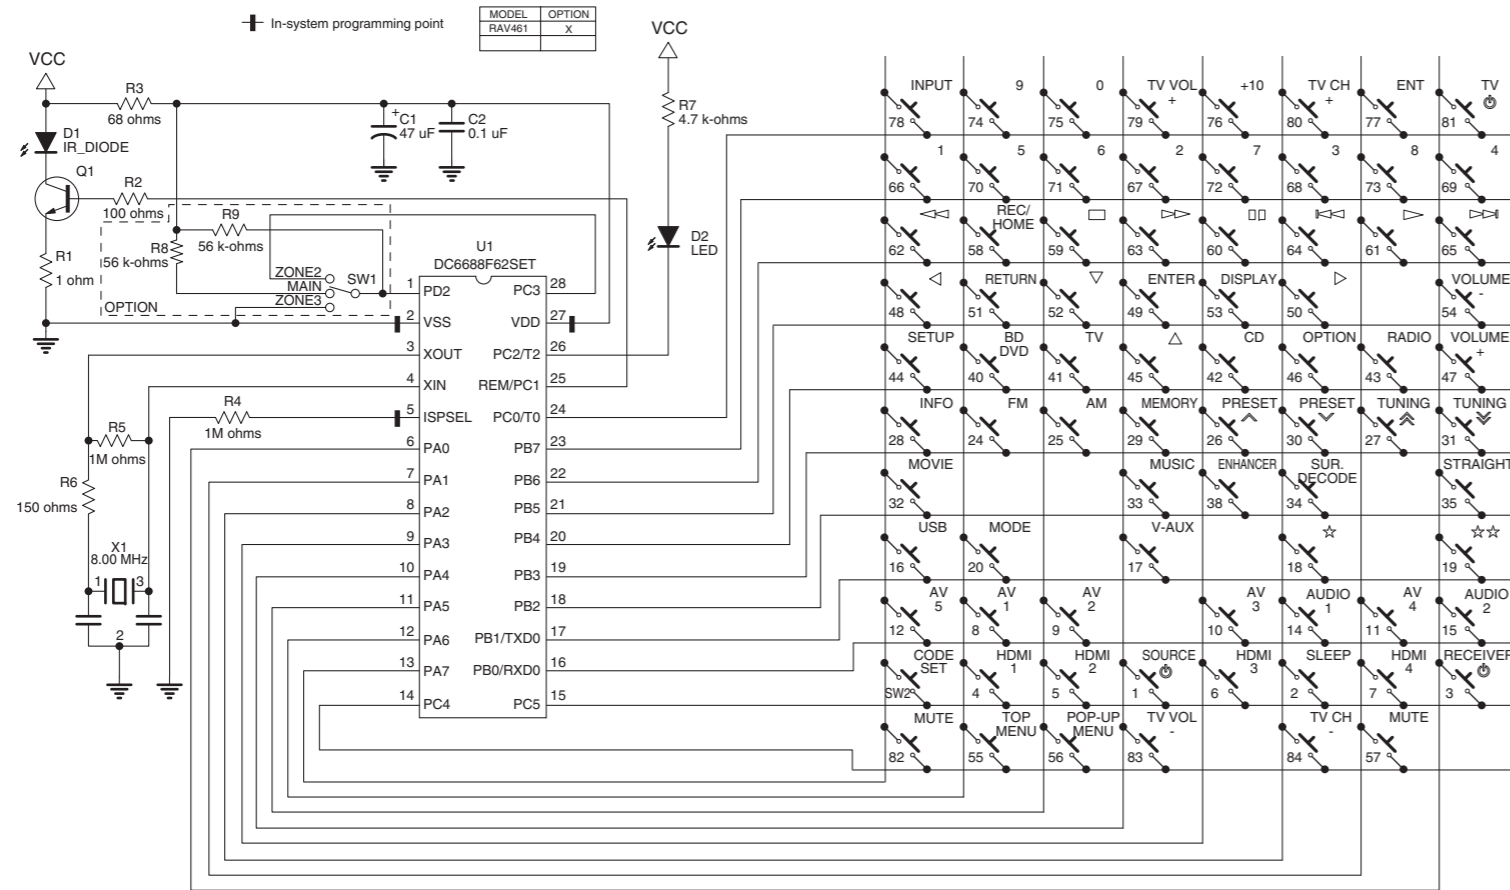 In-system programming point
MODEL OPTION
RAV461 X
VCC
R3
68 ohms
D1
IR_DIODE
Q1
R2
100 ohms
R1
1 ohm
+
C1
47 uF
C2
0.1 uF
VCC
R7
4.7 k-ohms
D2
LED
R9
56 k-ohms
R8
56 k-ohms
ZONE2
MAIN
ZONE3
SW1
OPTION
U1
DC6688F62SET
1 PD2 PC3 28
2 VSS VDD 27
3 XOUT PC2/T2 26
4 XIN REM/PC1 25
5 ISPSEL PC0/T0 24
6 PA0 PB7 23
7 PA1 PB6 22
8 PA2 PB5 21
9 PA3 PB4 20
10 PA4 PB3 19
11 PA5 PB2 18
12 PA6 PB1/TXD0 17
13 PA7 PB0/RXD0 16
14 PC4 PC5 15
R4
1M ohms
R5
1M ohms
R6
150 ohms
X1
8.00 MHz
1 3
2
INPUT 9 0 TV VOL + +10 TV CH + ENT TV
78 74 75 79 76 80 77 81
1 5 6 2 7 3 8 4
66 70 71 67 72 68 73 69
REC/
HOME
62 58 59 63 60 64 61 65
RETURN ENTER DISPLAY VOLUME -
48 51 52 49 53 50 54
SETUP BD DVD TV CD OPTION RADIO VOLUME +
44 40 41 45 42 46 43 47
INFO FM AM MEMORY PRESET PRESET TUNING TUNING
28 24 25 29 26 30 27 31
MOVIE MUSIC ENHANCER SUR. DECODE STRAIGHT
32 33 38 34 35
USB MODE V-AUX ☆ ☆☆
16 20 17 18 19
AV 5 AV 1 AV 2 AV 3 AUDIO 1 AV 4 AUDIO 2
12 8 9 10 14 11 15
CODE SET HDMI 1 HDMI 2 SOURCE HDMI 3 SLEEP HDMI 4 RECEIVER
SW2 4 5 1 6 2 7 3
MUTE TOP MENU POP-UP MENU TV VOL - TV CH - MUTE
82 55 56 83 84 57